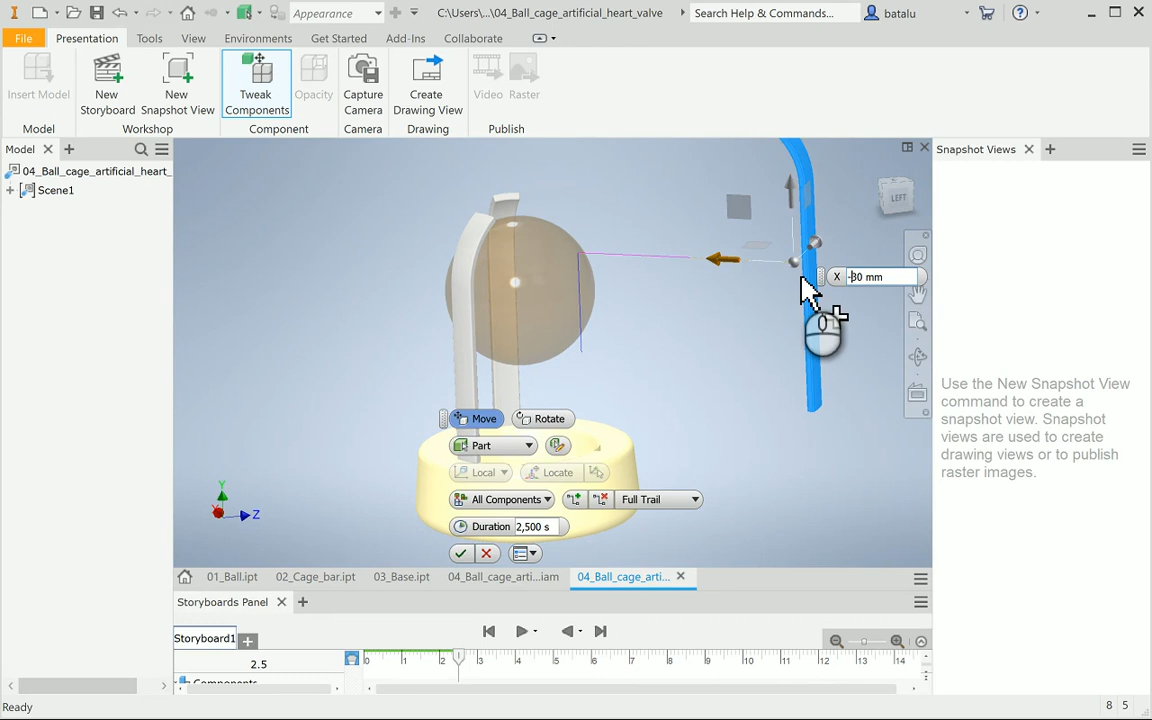 Appearance
C:\Users\...\04_Ball_cage_artificial_heart_valve
Search Help & Commands...
batalu
File
Presentation
Tools
View
Environments
Get Started
Add-Ins
Collaborate
Insert Model
New Storyboard
New Snapshot View
Tweak Components
Opacity
Capture Camera
Create Drawing View
Video
Raster
Model
Workshop
Component
Camera
Drawing
Publish
Model
Snapshot Views
04_Ball_cage_artificial_heart_
Scene1
LEFT
X
-30 mm
Use the New Snapshot View
command to create a
snapshot view. Snapshot
views are used to create
drawing views or to publish
raster images.
Move
Rotate
Part
Local
Locate
All Components
Full Trail
Duration
2,500 s
Y
Z
01_Ball.ipt
02_Cage_bar.ipt
03_Base.ipt
04_Ball_cage_arti...iam
04_Ball_cage_arti...
Storyboards Panel
Storyboard1
2.5
0 1 2 3 4 5 6 7 8 9 10 11 12 13 14
Components
Ready
8 5